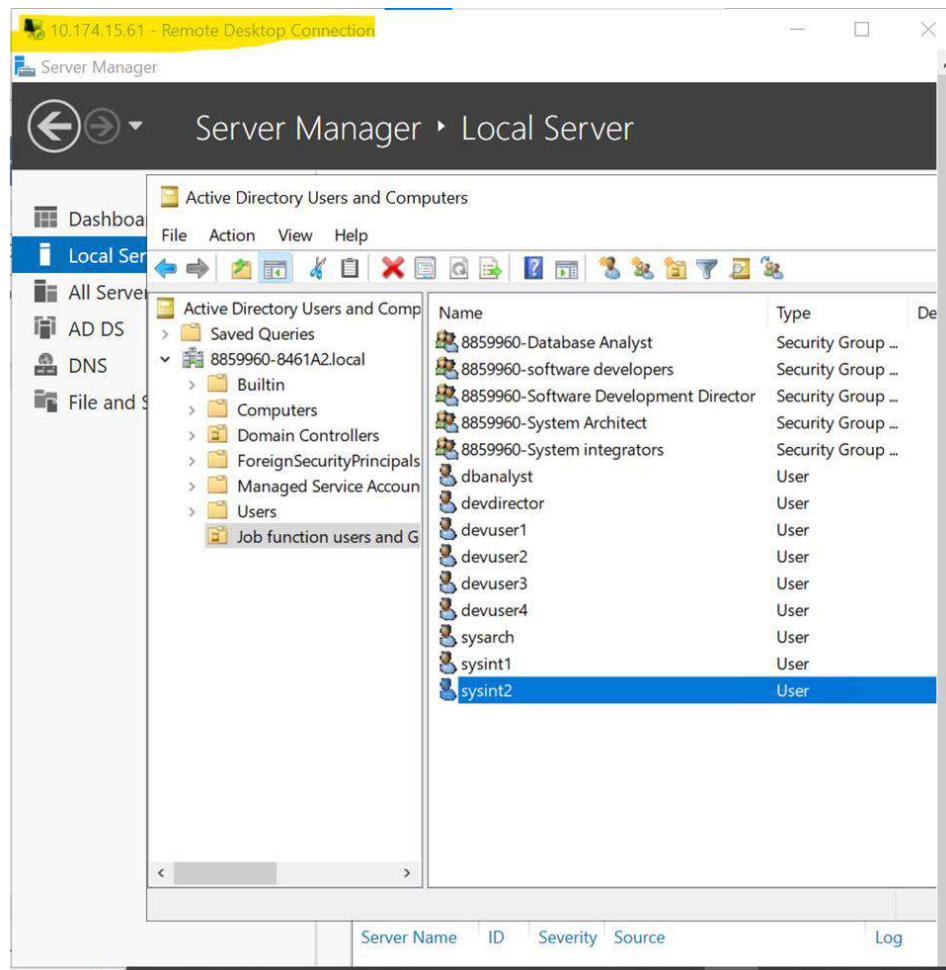 10.174.15.61 - Remote Desktop Connection
Server Manager
Server Manager ‣ Local Server
Dashboa
Local Ser
All Server
AD DS
DNS
File and S
Active Directory Users and Computers
File Action View Help
Active Directory Users and Comp
Saved Queries
8859960-8461A2.local
Builtin
Computers
Domain Controllers
ForeignSecurityPrincipals
Managed Service Accoun
Users
Job function users and G
Name Type De
8859960-Database Analyst Security Group ...
8859960-software developers Security Group ...
8859960-Software Development Director Security Group ...
8859960-System Architect Security Group ...
8859960-System integrators Security Group ...
dbanalyst User
devdirector User
devuser1 User
devuser2 User
devuser3 User
devuser4 User
sysarch User
sysint1 User
sysint2 User
Server Name ID Severity Source Log